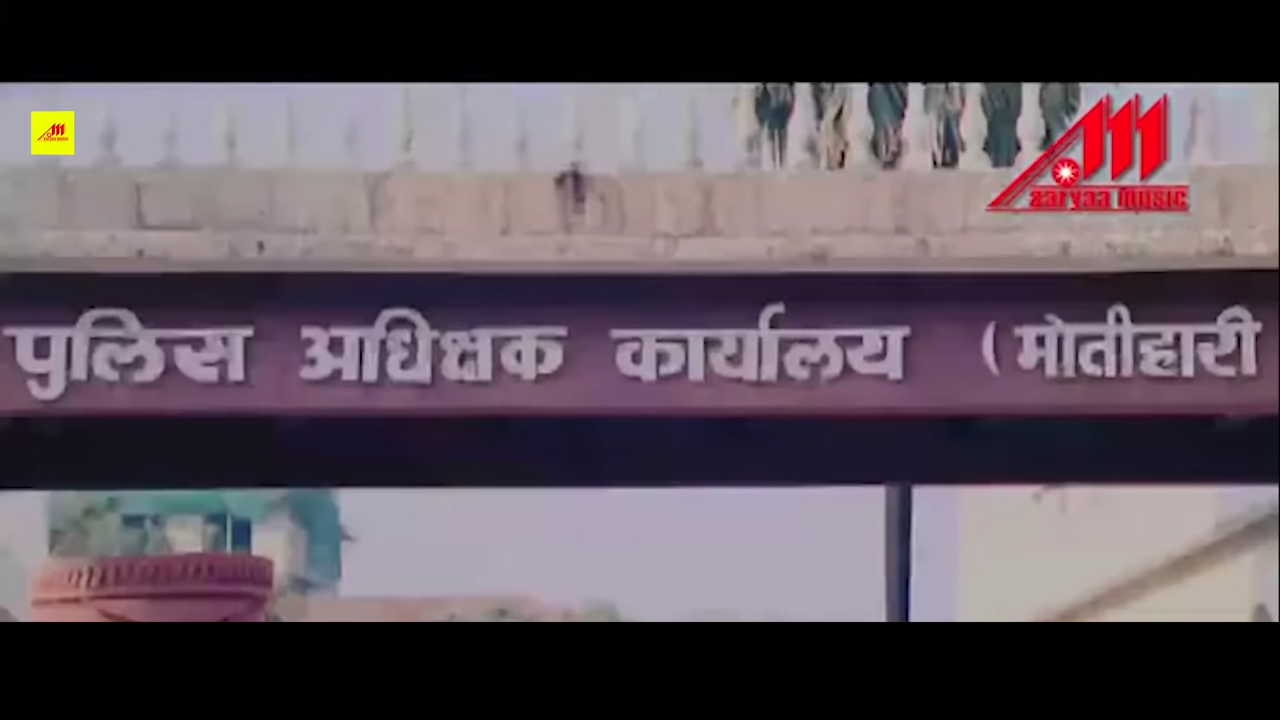 aaryaa music
पुलिस अधिक्षक कार्यालय (मोतीहारी